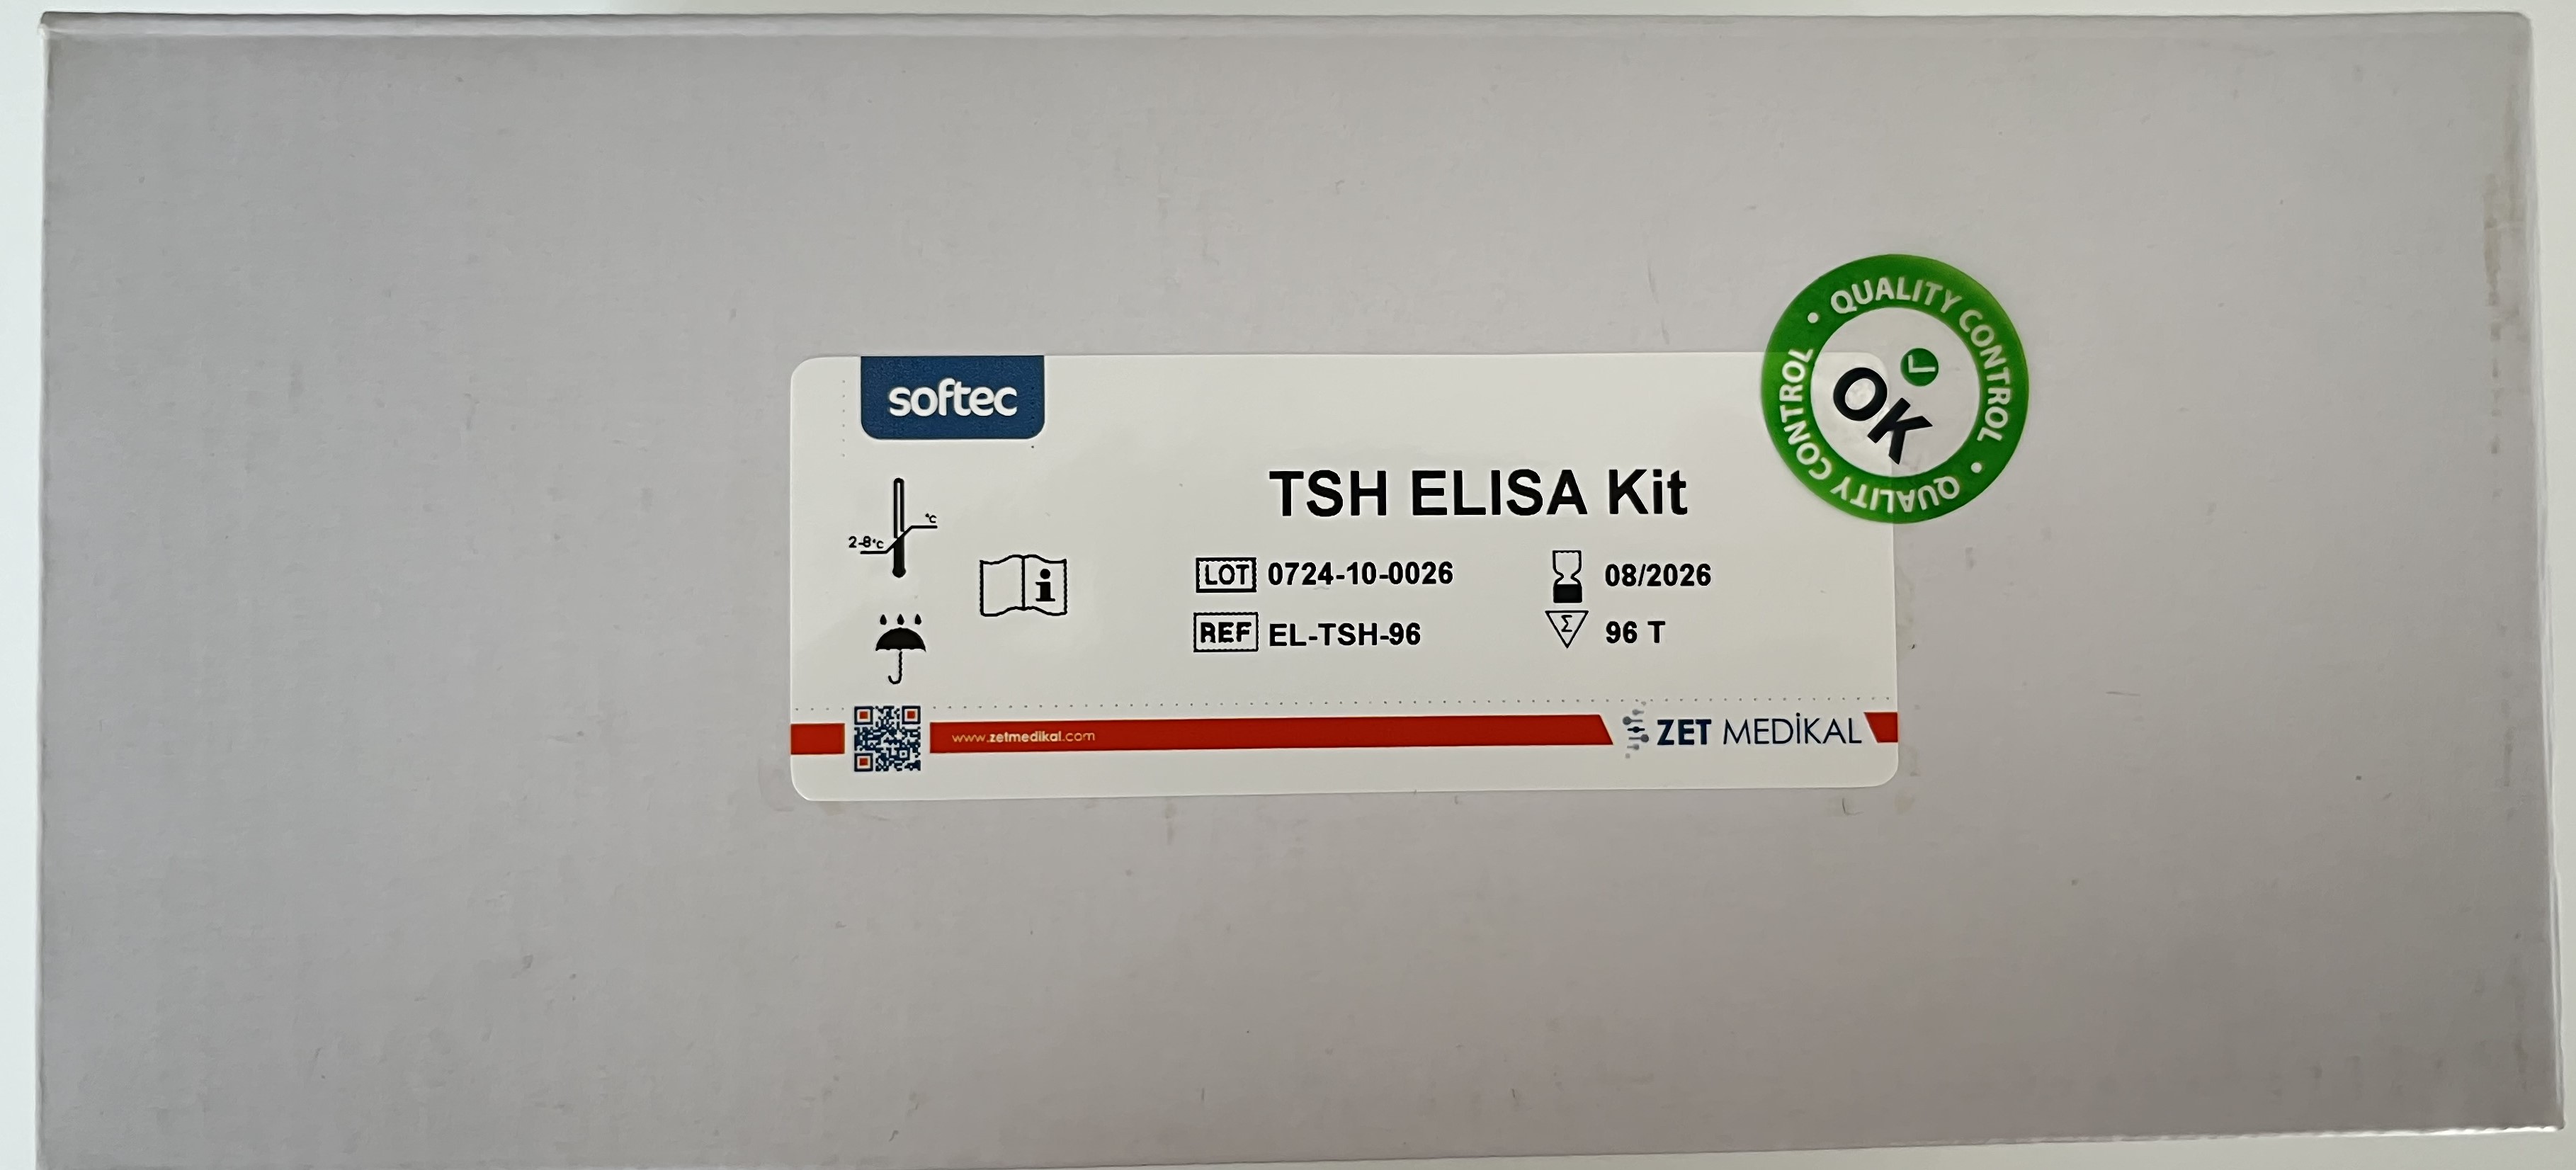 softec
QUALITY CONTROL • QUALITY CONTROL •
OK
TSH ELISA Kit
°C
2-8°C
i
LOT 0724-10-0026
08/2026
REF EL-TSH-96
Σ 96 T
www.zetmedikal.com
ZET MEDİKAL